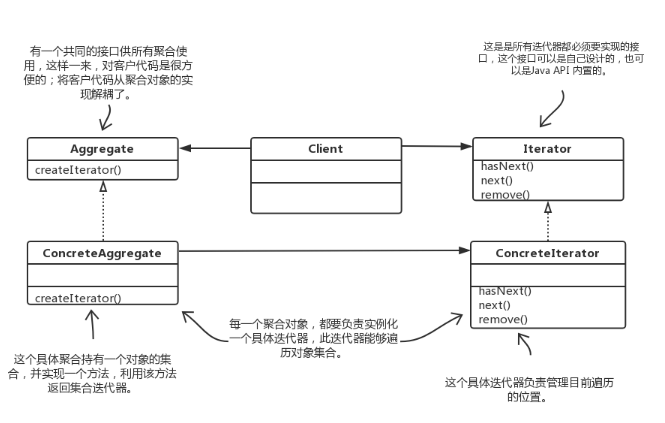 有一个共同的接口供所有聚合使
用，这样一来，对客户代码是很方
便的；将客户代码从聚合对象的实
现解耦了。
这是是所有迭代器都必须要实现的接
口，这个接口可以是自己设计的，也可
以是Java API 内置的。
Aggregate
createIterator()
Client
Iterator
hasNext()
next()
remove()
ConcreteAggregate
createIterator()
ConcreteIterator
hasNext()
next()
remove()
每一个聚合对象，都要负责实例化
一个具体迭代器，此迭代器能够遍
历对象集合。
这个具体聚合持有一个对象的集
合，并实现一个方法，利用该方法
返回集合迭代器。
这个具体迭代器负责管理目前遍历
的位置。